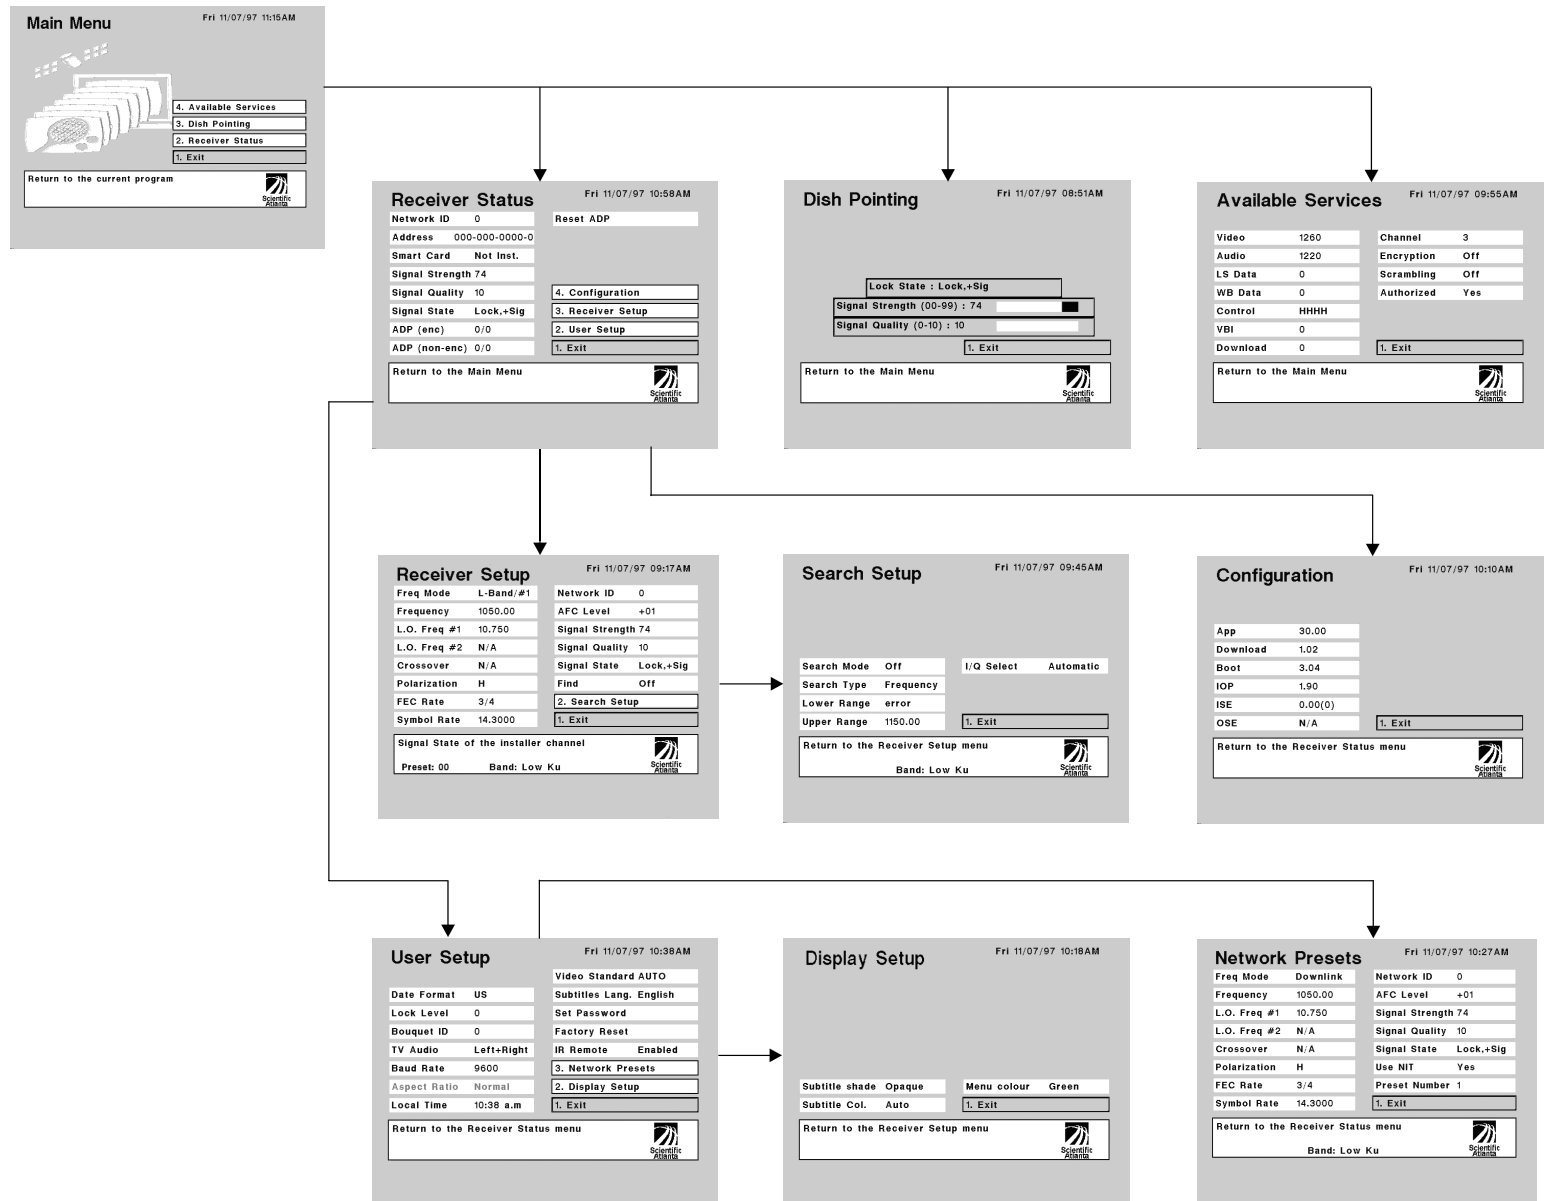 Main Menu
Fri 11/07/97 11:15AM
4. Available Services
3. Dish Pointing
2. Receiver Status
1. Exit
Return to the current program
Scientific
Atlanta
Receiver Status
Fri 11/07/97 10:58AM
Network ID 0
Reset ADP
Address 000-000-0000-0
Smart Card Not Inst.
Signal Strength 74
Signal Quality 10
4. Configuration
Signal State Lock,+Sig
3. Receiver Setup
ADP (enc) 0/0
2. User Setup
ADP (non-enc) 0/0
1. Exit
Return to the Main Menu
Scientific
Atlanta
Dish Pointing
Fri 11/07/97 08:51AM
Lock State : Lock,+Sig
Signal Strength (00-99) : 74
Signal Quality (0-10) : 10
1. Exit
Return to the Main Menu
Scientific
Atlanta
Available Services
Fri 11/07/97 09:55AM
Video 1260
Channel 3
Audio 1220
Encryption Off
LS Data 0
Scrambling Off
WB Data 0
Authorized Yes
Control HHHH
VBI 0
Download 0
1. Exit
Return to the Main Menu
Scientific
Atlanta
Receiver Setup
Fri 11/07/97 09:17AM
Freq Mode L-Band/#1
Network ID 0
Frequency 1050.00
AFC Level +01
L.O. Freq #1 10.750
Signal Strength 74
L.O. Freq #2 N/A
Signal Quality 10
Crossover N/A
Signal State Lock,+Sig
Polarization H
Find Off
FEC Rate 3/4
2. Search Setup
Symbol Rate 14.3000
1. Exit
Signal State of the installer channel
Preset: 00 Band: Low Ku
Scientific
Atlanta
Search Setup
Fri 11/07/97 09:45AM
Search Mode Off
I/Q Select Automatic
Search Type Frequency
Lower Range error
Upper Range 1150.00
1. Exit
Return to the Receiver Setup menu
Band: Low Ku
Scientific
Atlanta
Configuration
Fri 11/07/97 10:10AM
App 30.00
Download 1.02
Boot 3.04
IOP 1.90
ISE 0.00(0)
OSE N/A
1. Exit
Return to the Receiver Status menu
Scientific
Atlanta
User Setup
Fri 11/07/97 10:38AM
Video Standard AUTO
Date Format US
Subtitles Lang. English
Lock Level 0
Set Password
Bouquet ID 0
Factory Reset
TV Audio Left+Right
IR Remote Enabled
Baud Rate 9600
3. Network Presets
Aspect Ratio Normal
2. Display Setup
Local Time 10:38 a.m
1. Exit
Return to the Receiver Status menu
Scientific
Atlanta
Display Setup
Fri 11/07/97 10:18AM
Subtitle shade Opaque
Menu colour Green
Subtitle Col. Auto
1. Exit
Return to the Receiver Setup menu
Scientific
Atlanta
Network Presets
Fri 11/07/97 10:27AM
Freq Mode Downlink
Network ID 0
Frequency 1050.00
AFC Level +01
L.O. Freq #1 10.750
Signal Strength 74
L.O. Freq #2 N/A
Signal Quality 10
Crossover N/A
Signal State Lock,+Sig
Polarization H
Use NIT Yes
FEC Rate 3/4
Preset Number 1
Symbol Rate 14.3000
1. Exit
Return to the Receiver Status menu
Band: Low Ku
Scientific
Atlanta